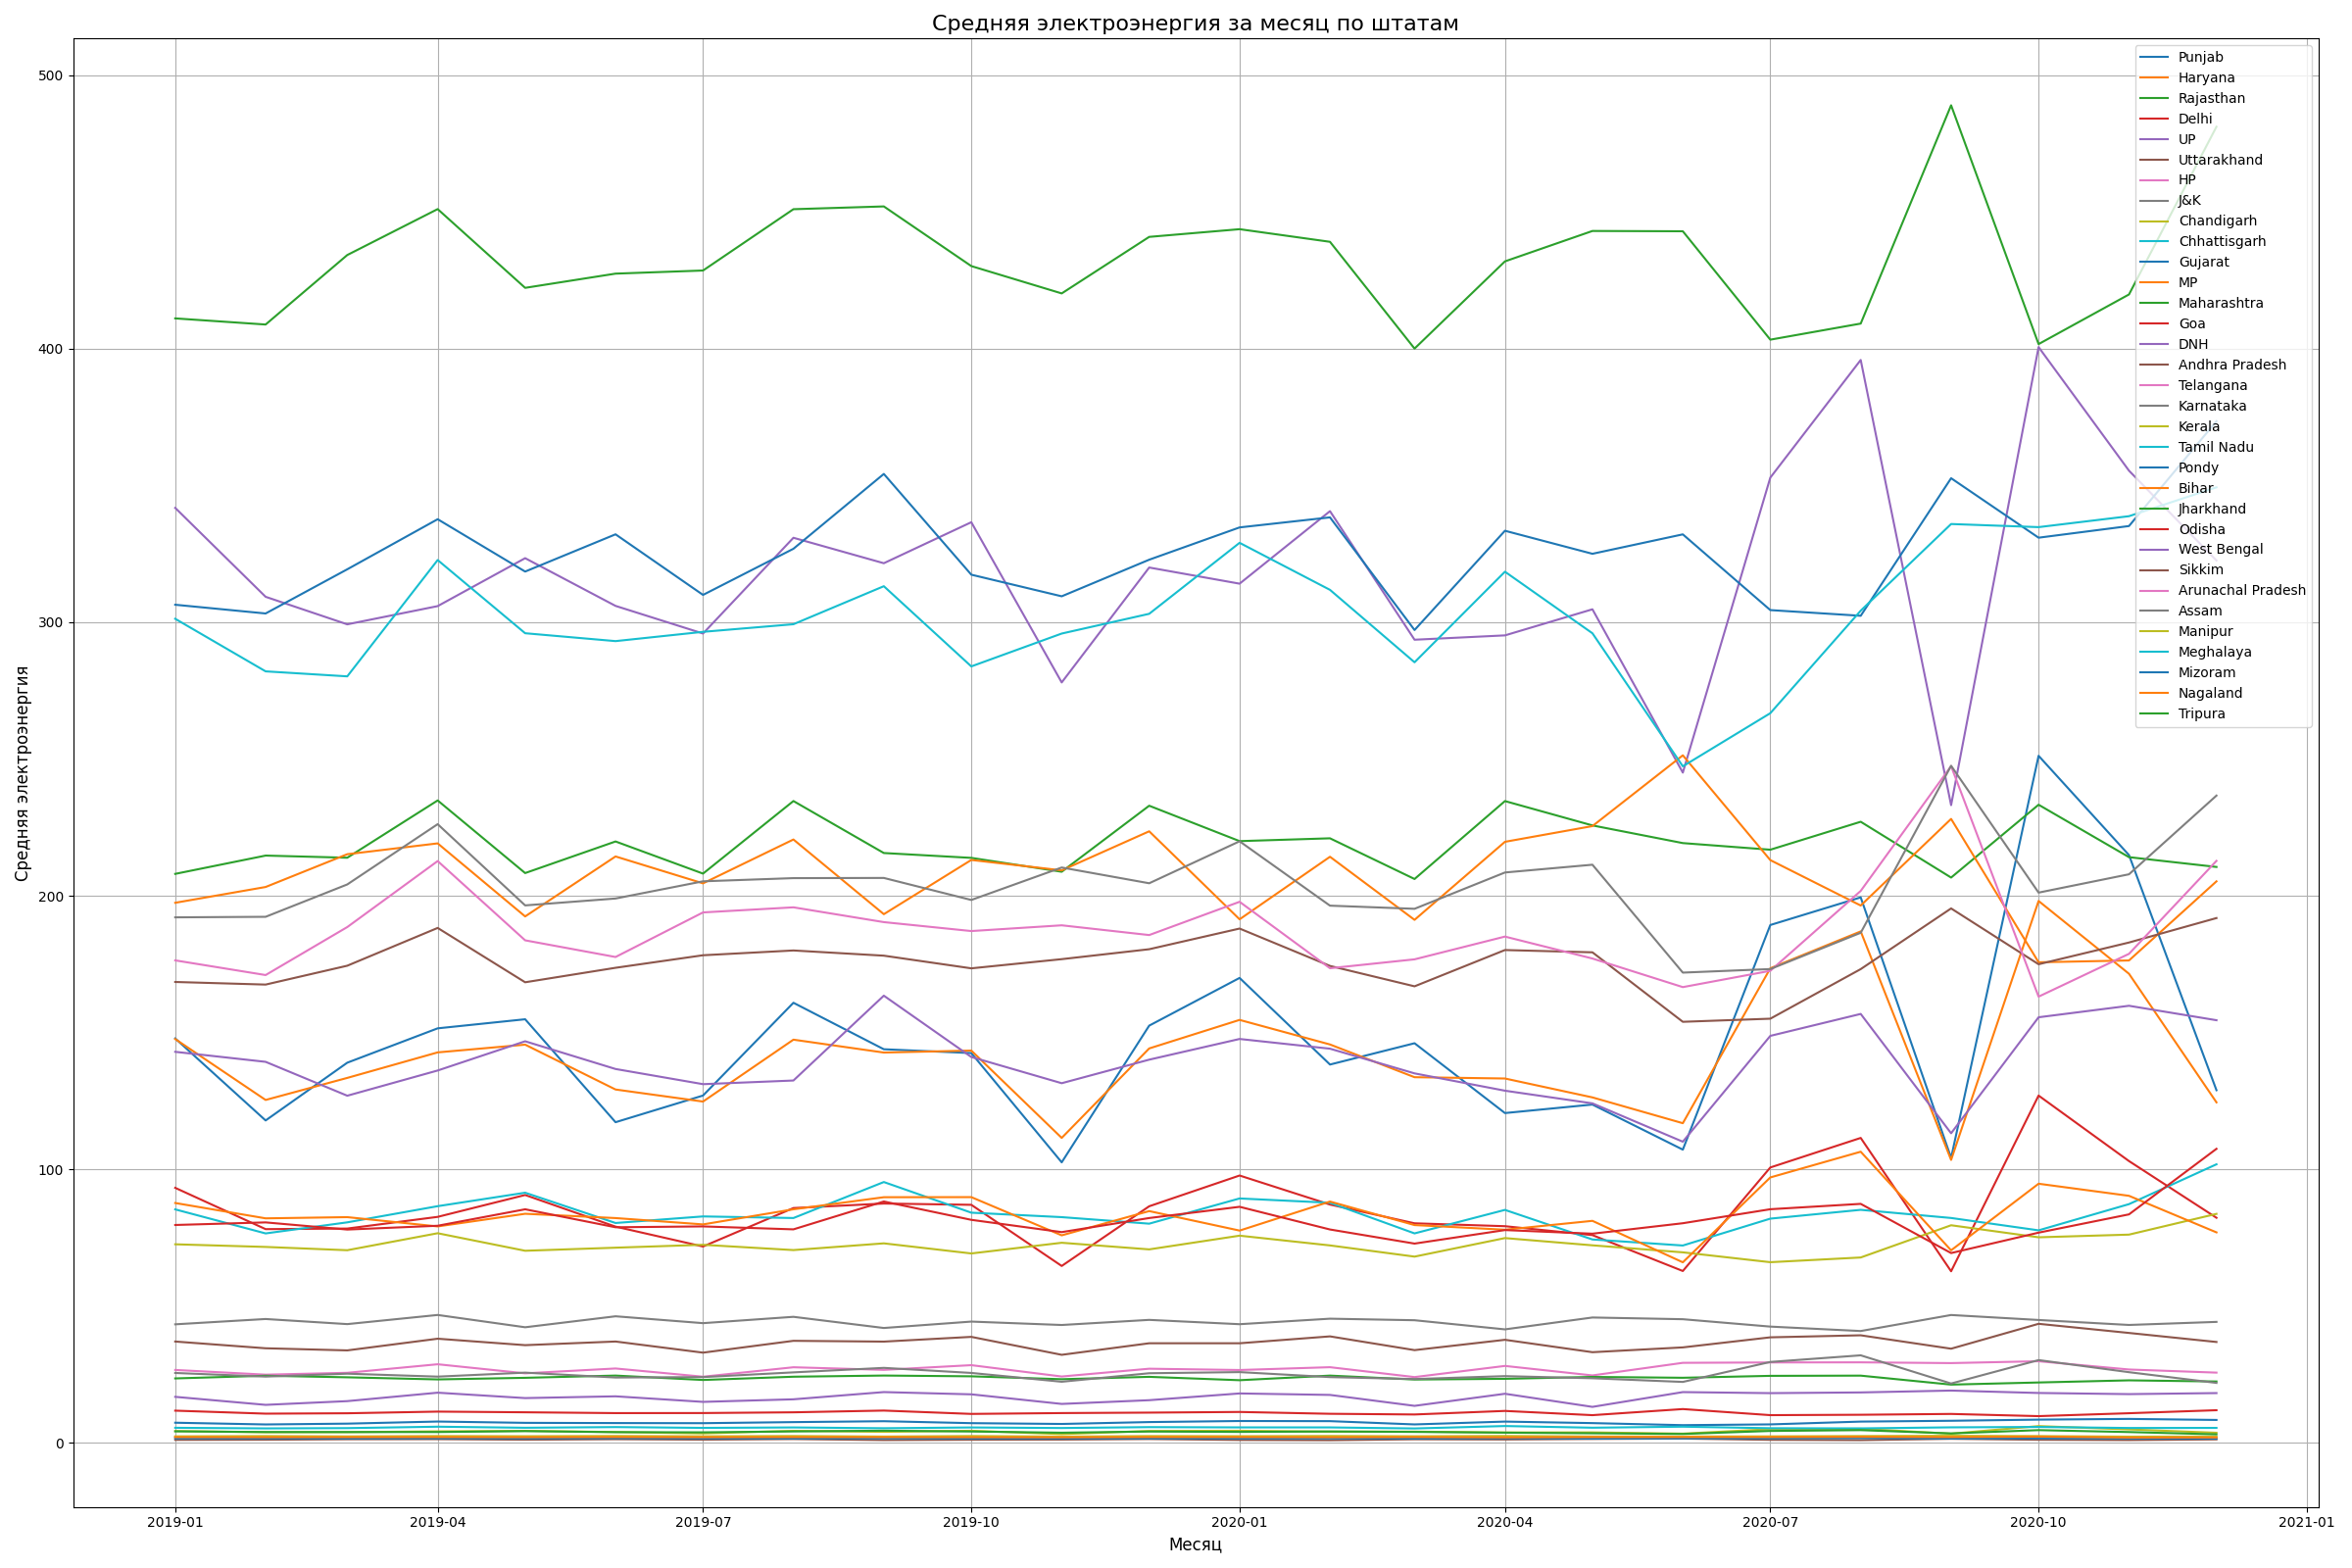 Средняя электроэнергия за месяц по штатам
Средняя электроэнергия
500
400
300
200
100
0
Punjab
Haryana
Rajasthan
Delhi
UP
Uttarakhand
HP
J&K
Chandigarh
Chhattisgarh
Gujarat
MP
Maharashtra
Goa
DNH
Andhra Pradesh
Telangana
Karnataka
Kerala
Tamil Nadu
Pondy
Bihar
Jharkhand
Odisha
West Bengal
Sikkim
Arunachal Pradesh
Assam
Manipur
Meghalaya
Mizoram
Nagaland
Tripura
2019-01 2019-04 2019-07 2019-10 2020-01 2020-04 2020-07 2020-10 2021-01
Месяц